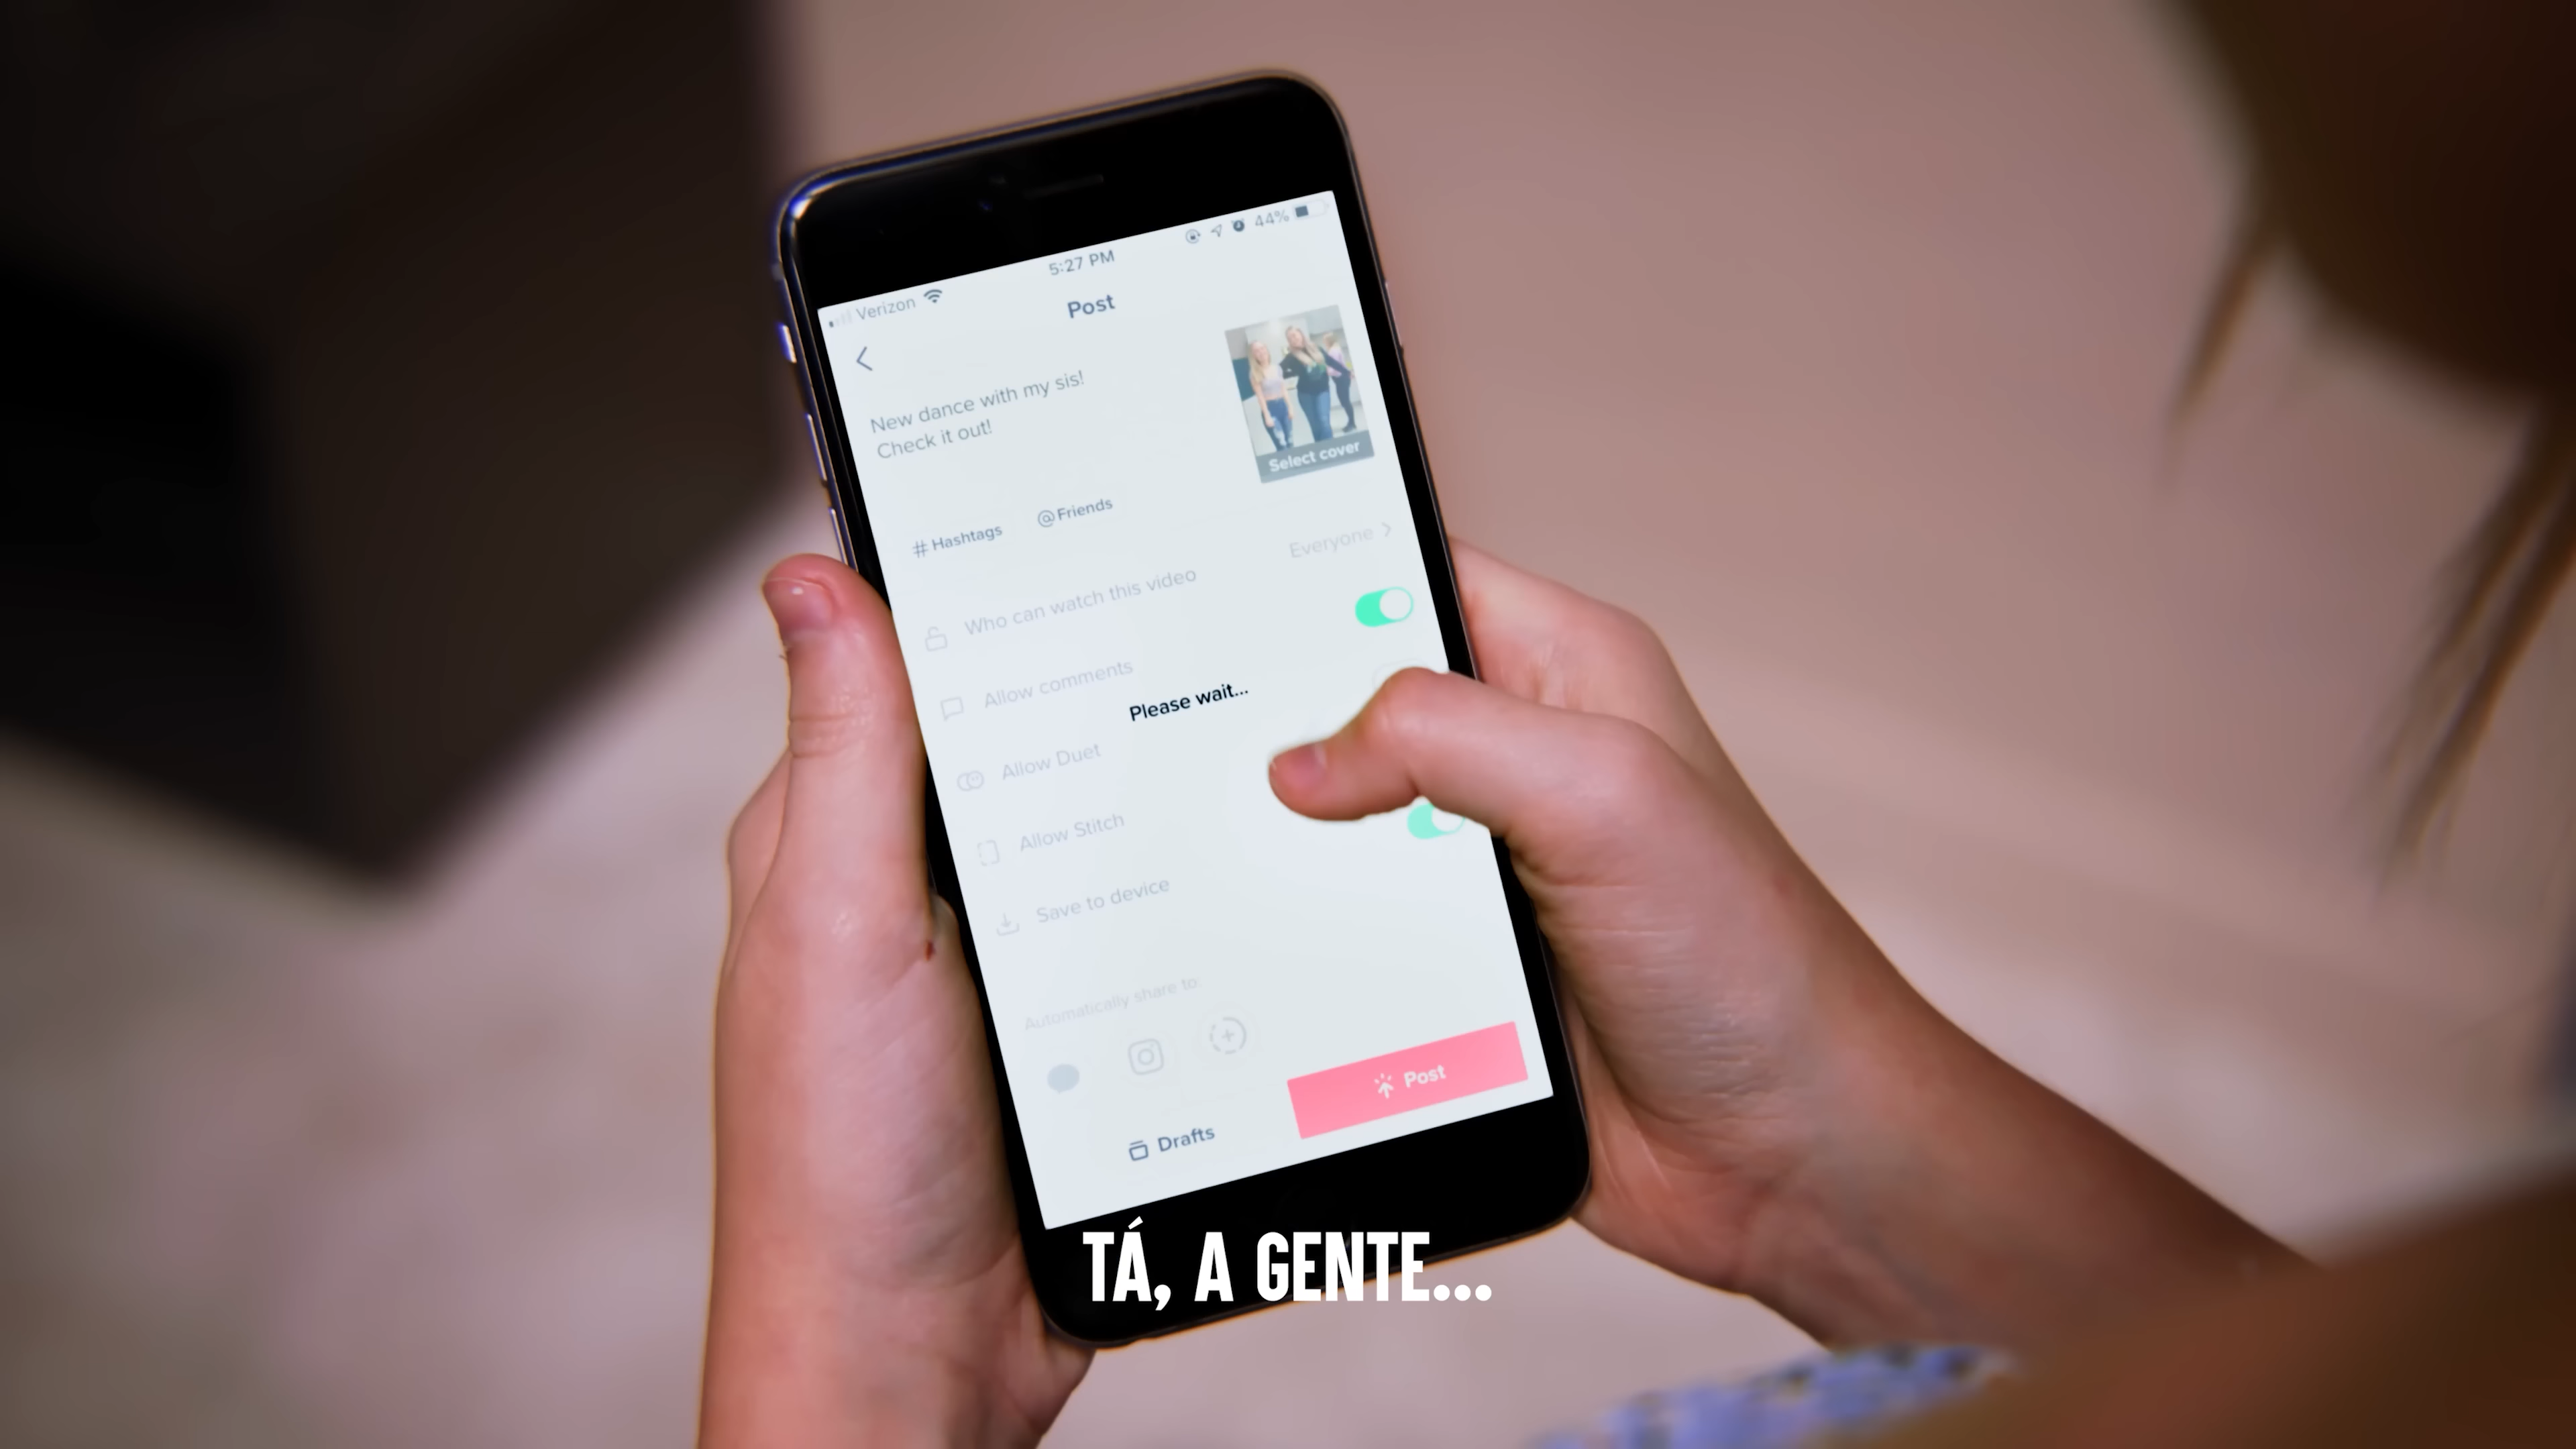 Verizon 5:27 PM 44%
Post
New dance with my sis!
Check it out!
Select cover
# Hashtags @Friends
Who can watch this video Everyone >
Allow comments
Please wait...
Allow Duet
Allow Stitch
Save to device
Automatically share to:
Drafts
Post
TÁ, A GENTE...